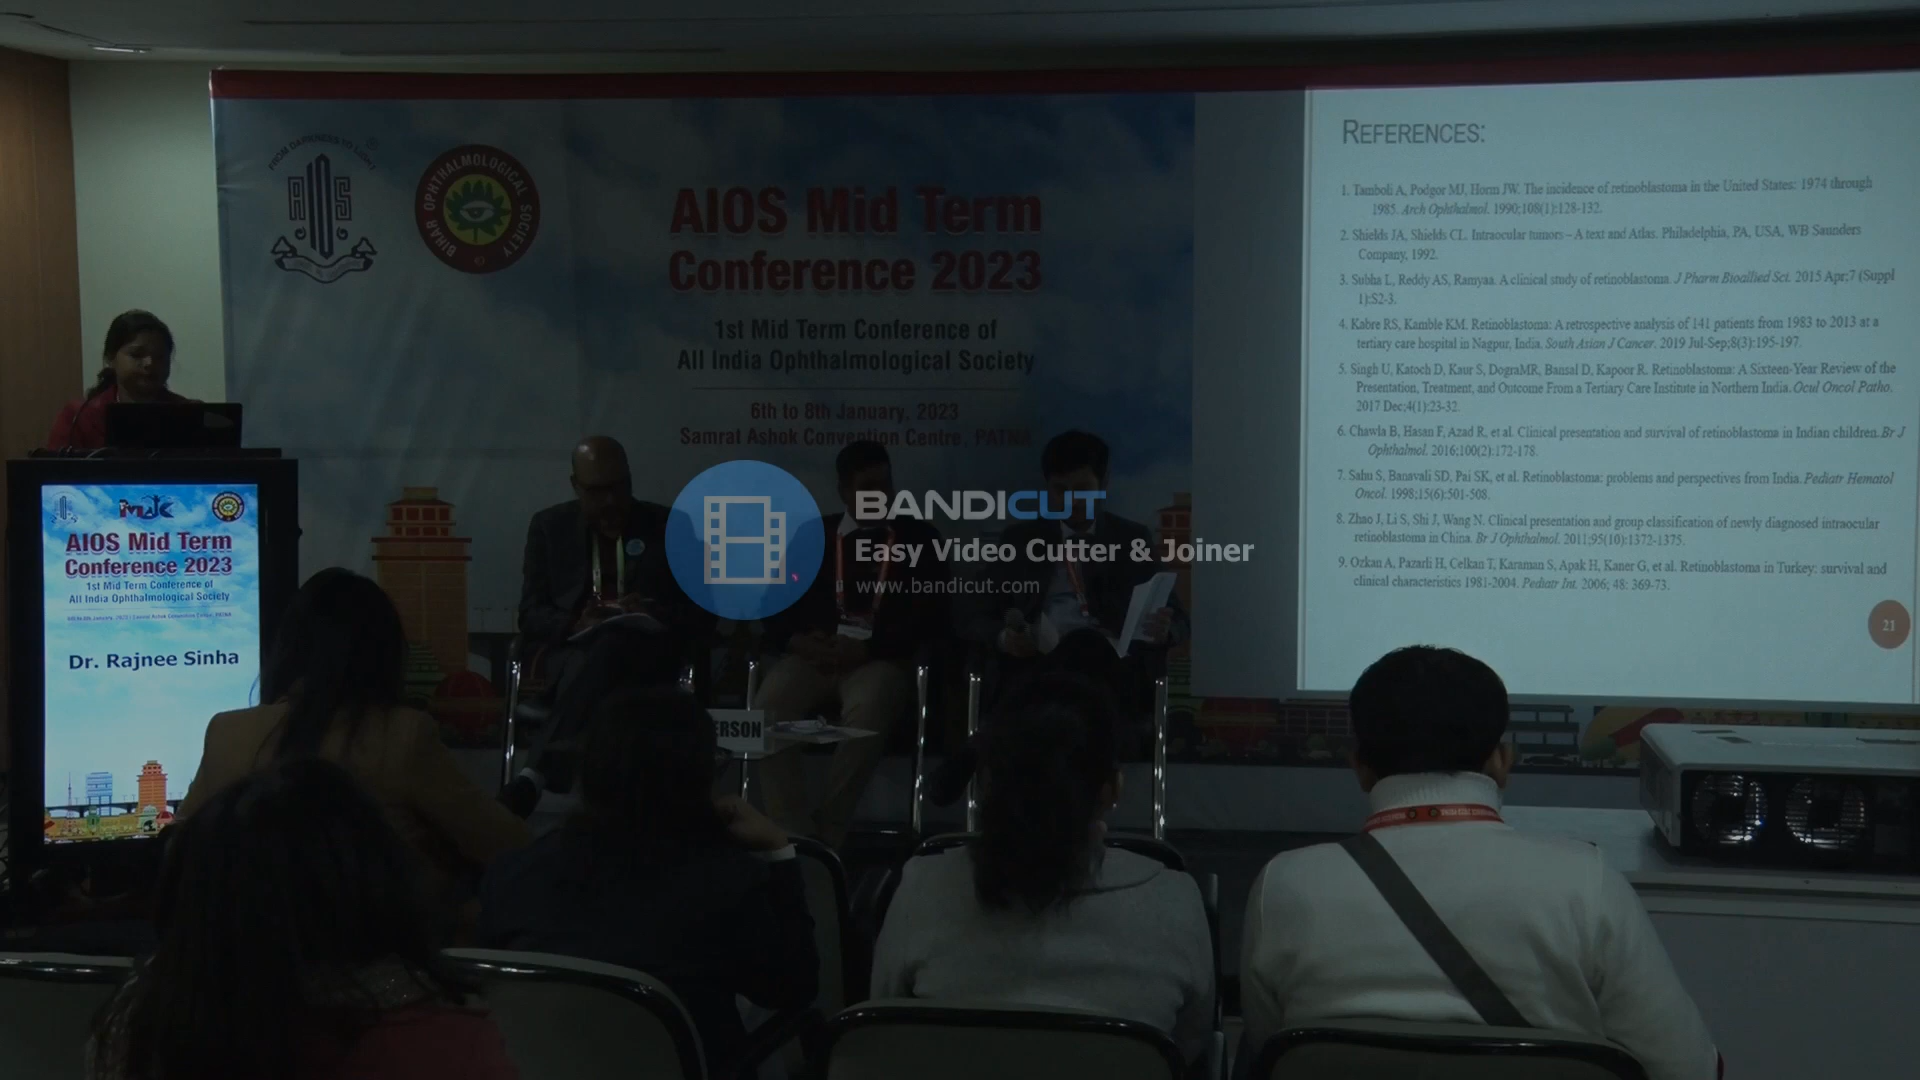 FROM DARKNESS TO LIGHT
AIOS
BIHAR OPHTHALMOLOGICAL SOCIETY
AIOS Mid Term
Conference 2023
1st Mid Term Conference of
All India Ophthalmological Society
6th to 8th January, 2023
Samrat Ashok Convention Centre, PATNA
BANDICUT
Easy Video Cutter & Joiner
www.bandicut.com
REFERENCES:
1. Tamboli A, Podgor MJ, Horm JW. The incidence of retinoblastoma in the United States: 1974 through
1985. Arch Ophthalmol. 1990;108(1):128-132.
2. Shields JA, Shields CL. Intraocular tumors – A text and Atlas. Philadelphia, PA, USA, WB Saunders
Company, 1992.
3. Subha L, Reddy AS, Ramyaa. A clinical study of retinoblastoma. J Pharm Bioallied Sci. 2015 Apr;7 (Suppl
1):S2-3.
4. Kabre RS, Kamble KM. Retinoblastoma: A retrospective analysis of 141 patients from 1983 to 2013 at a
tertiary care hospital in Nagpur, India. South Asian J Cancer. 2019 Jul-Sep;8(3):195-197.
5. Singh U, Katoch D, Kaur S, DograMR, Bansal D, Kapoor R. Retinoblastoma: A Sixteen-Year Review of the
Presentation, Treatment, and Outcome From a Tertiary Care Institute in Northern India. Ocul Oncol Patho.
2017 Dec;4(1):23-32.
6. Chawla B, Hasan F, Azad R, et al. Clinical presentation and survival of retinoblastoma in Indian children. Br J
Ophthalmol. 2016;100(2):172-178.
7. Sahu S, Banavali SD, Pai SK, et al. Retinoblastoma: problems and perspectives from India. Pediatr Hematol
Oncol. 1998;15(6):501-508.
8. Zhao J, Li S, Shi J, Wang N. Clinical presentation and group classification of newly diagnosed intraocular
retinoblastoma in China. Br J Ophthalmol. 2011;95(10):1372-1375.
9. Ozkan A, Pazarli H, Celkan T, Karaman S, Apak H, Kaner G, et al. Retinoblastoma in Turkey: survival and
clinical characteristics 1981-2004. Pediatr Int. 2006; 48: 369-73.
21
AIOS Mid Term
Conference 2023
1st Mid Term Conference of
All India Ophthalmological Society
Dr. Rajnee Sinha
ERSON